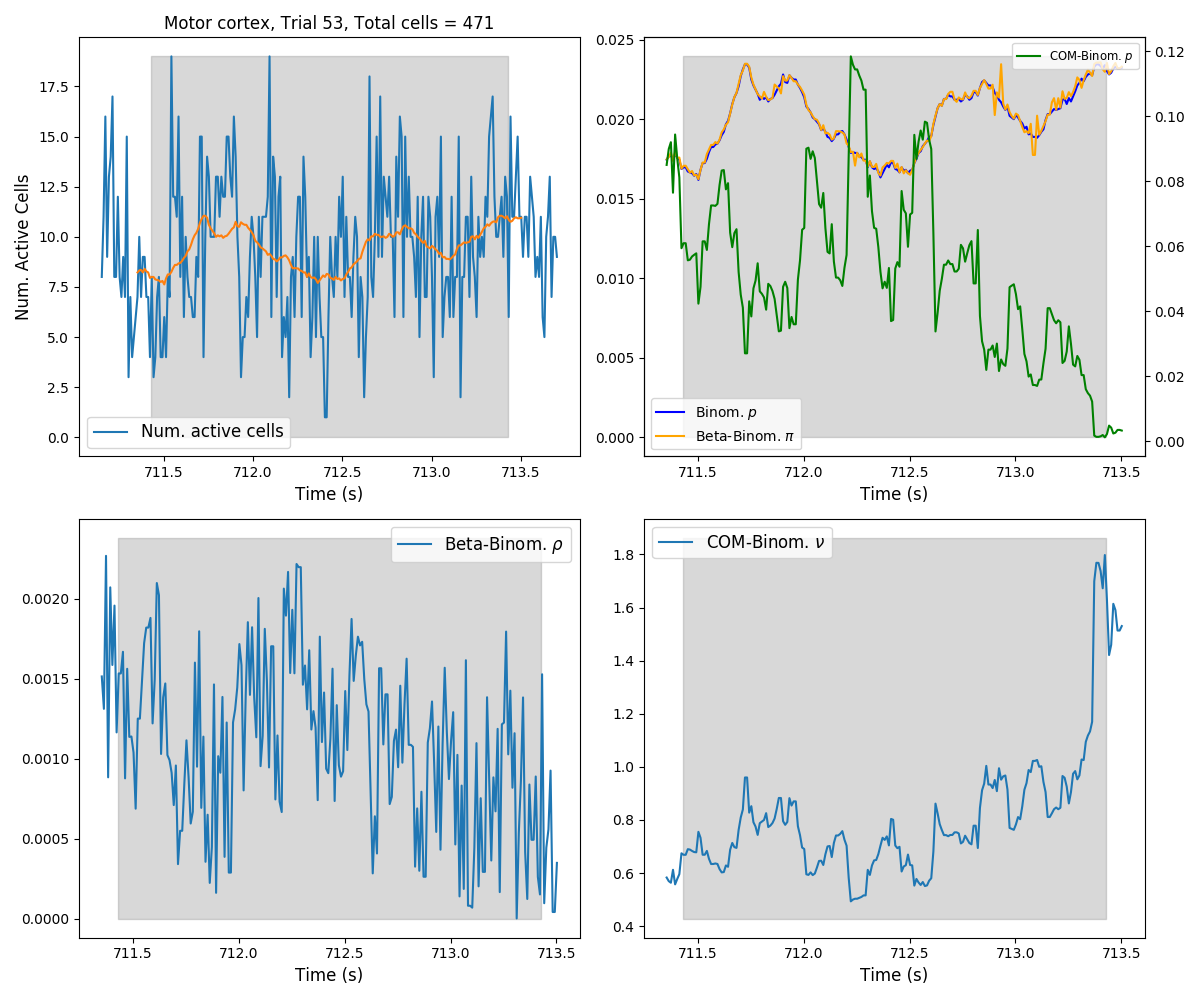 Motor cortex, Trial 53, Total cells = 471
Num. Active Cells
17.5
15.0
12.5
10.0
7.5
5.0
2.5
0.0
Num. active cells
711.5 712.0 712.5 713.0 713.5
Time (s)
0.025
0.020
0.015
0.010
0.005
0.000
COM-Binom. p
0.12
0.10
0.08
0.06
0.04
0.02
0.00
Binom. p
Beta-Binom. π
711.5 712.0 712.5 713.0 713.5
Time (s)
Beta-Binom. ρ
0.0020
0.0015
0.0010
0.0005
0.0000
711.5 712.0 712.5 713.0 713.5
Time (s)
COM-Binom. ν
1.8
1.6
1.4
1.2
1.0
0.8
0.6
0.4
711.5 712.0 712.5 713.0 713.5
Time (s)